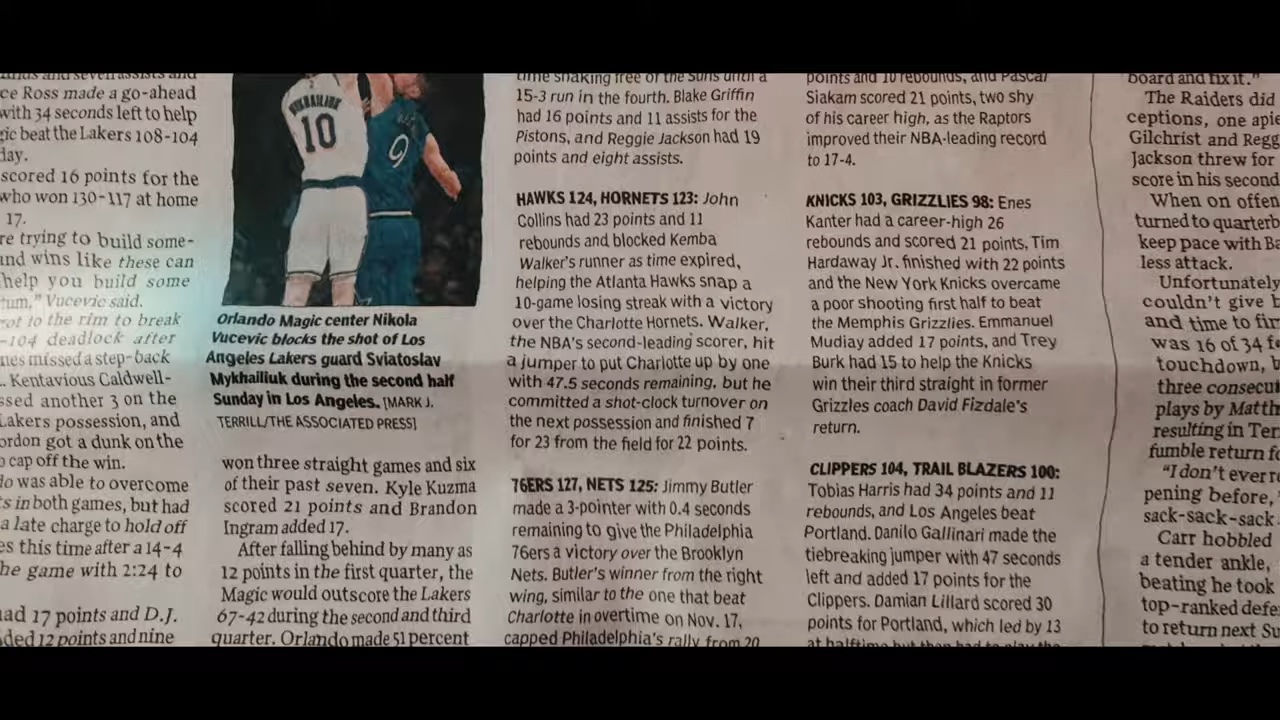 ce Ross made a go-ahead
with 34 seconds left to help
gic beat the Lakers 108-104
day.
scored 16 points for the
who won 130-117 at home
17.
re trying to build some-
and wins like these can
help you build some
tum," Vucevic said.
got to the rim to break
-104 deadlock after
mes missed a step-back
. Kentavious Caldwell-
ssed another 3 on the
Lakers possession, and
ordon got a dunk on the
o cap off the win.
do was able to overcome
ts in both games, but had
a late charge to hold off
es this time after a 14-4
he game with 2:24 to
had 17 points and D.J.
ded 12 points and nine
MYKHAILIUK
10
9
Orlando Magic center Nikola
Vucevic blocks the shot of Los
Angeles Lakers guard Sviatoslav
Mykhailiuk during the second half
Sunday in Los Angeles. [MARK J.
TERRILL/THE ASSOCIATED PRESS]
won three straight games and six
of their past seven. Kyle Kuzma
scored 21 points and Brandon
Ingram added 17.
After falling behind by many as
12 points in the first quarter, the
Magic would outscore the Lakers
67-42 during the second and third
quarter. Orlando made 51 percent
time shaking free of the Suns until a
15-3 run in the fourth. Blake Griffin
had 16 points and 11 assists for the
Pistons, and Reggie Jackson had 19
points and eight assists.
HAWKS 124, HORNETS 123: John
Collins had 23 points and 11
rebounds and blocked Kemba
Walker's runner as time expired,
helping the Atlanta Hawks snap a
10-game losing streak with a victory
over the Charlotte Hornets. Walker,
the NBA's second-leading scorer, hit
a jumper to put Charlotte up by one
with 47.5 seconds remaining, but he
committed a shot-clock turnover on
the next possession and finished 7
for 23 from the field for 22 points.
76ERS 127, NETS 125: Jimmy Butler
made a 3-pointer with 0.4 seconds
remaining to give the Philadelphia
76ers a victory over the Brooklyn
Nets. Butler's winner from the right
wing, similar to the one that beat
Charlotte in overtime on Nov. 17,
capped Philadelphia's rally from 20
points and 10 rebounds, and Pascal
Siakam scored 21 points, two shy
of his career high, as the Raptors
improved their NBA-leading record
to 17-4.
KNICKS 103, GRIZZLIES 98: Enes
Kanter had a career-high 26
rebounds and scored 21 points, Tim
Hardaway Jr. finished with 22 points
and the New York Knicks overcame
a poor shooting first half to beat
the Memphis Grizzlies. Emmanuel
Mudiay added 17 points, and Trey
Burk had 15 to help the Knicks
win their third straight in former
Grizzles coach David Fizdale's
return.
CLIPPERS 104, TRAIL BLAZERS 100:
Tobias Harris had 34 points and 11
rebounds, and Los Angeles beat
Portland. Danilo Gallinari made the
tiebreaking jumper with 47 seconds
left and added 17 points for the
Clippers. Damian Lillard scored 30
points for Portland, which led by 13
at halftime but then had to play the
board and fix it."
The Raiders did
ceptions, one apie
Gilchrist and Regg
Jackson threw for
score in his second
When on offen
turned to quarterb
keep pace with Ba
less attack.
Unfortunately
couldn't give
and time to fin
was 16 of 34 f
touchdown,
three consecu
plays by Matth
resulting in Ter
fumble return fo
"I don't ever r
pening before,
sack-sack-sack
Carr hobbled
a tender ankle,
beating he took
top-ranked defe
to return next Su